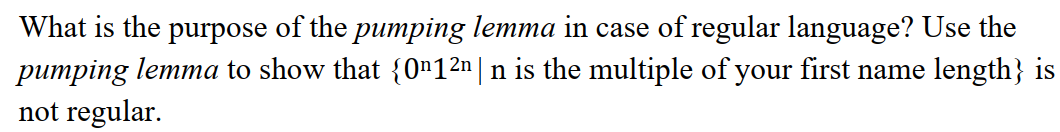 What is the purpose of the pumping lemma in case of regular language? Use the
pumping lemma to show that {0ⁿ1²ⁿ| n is the multiple of your first name length} is
not regular.